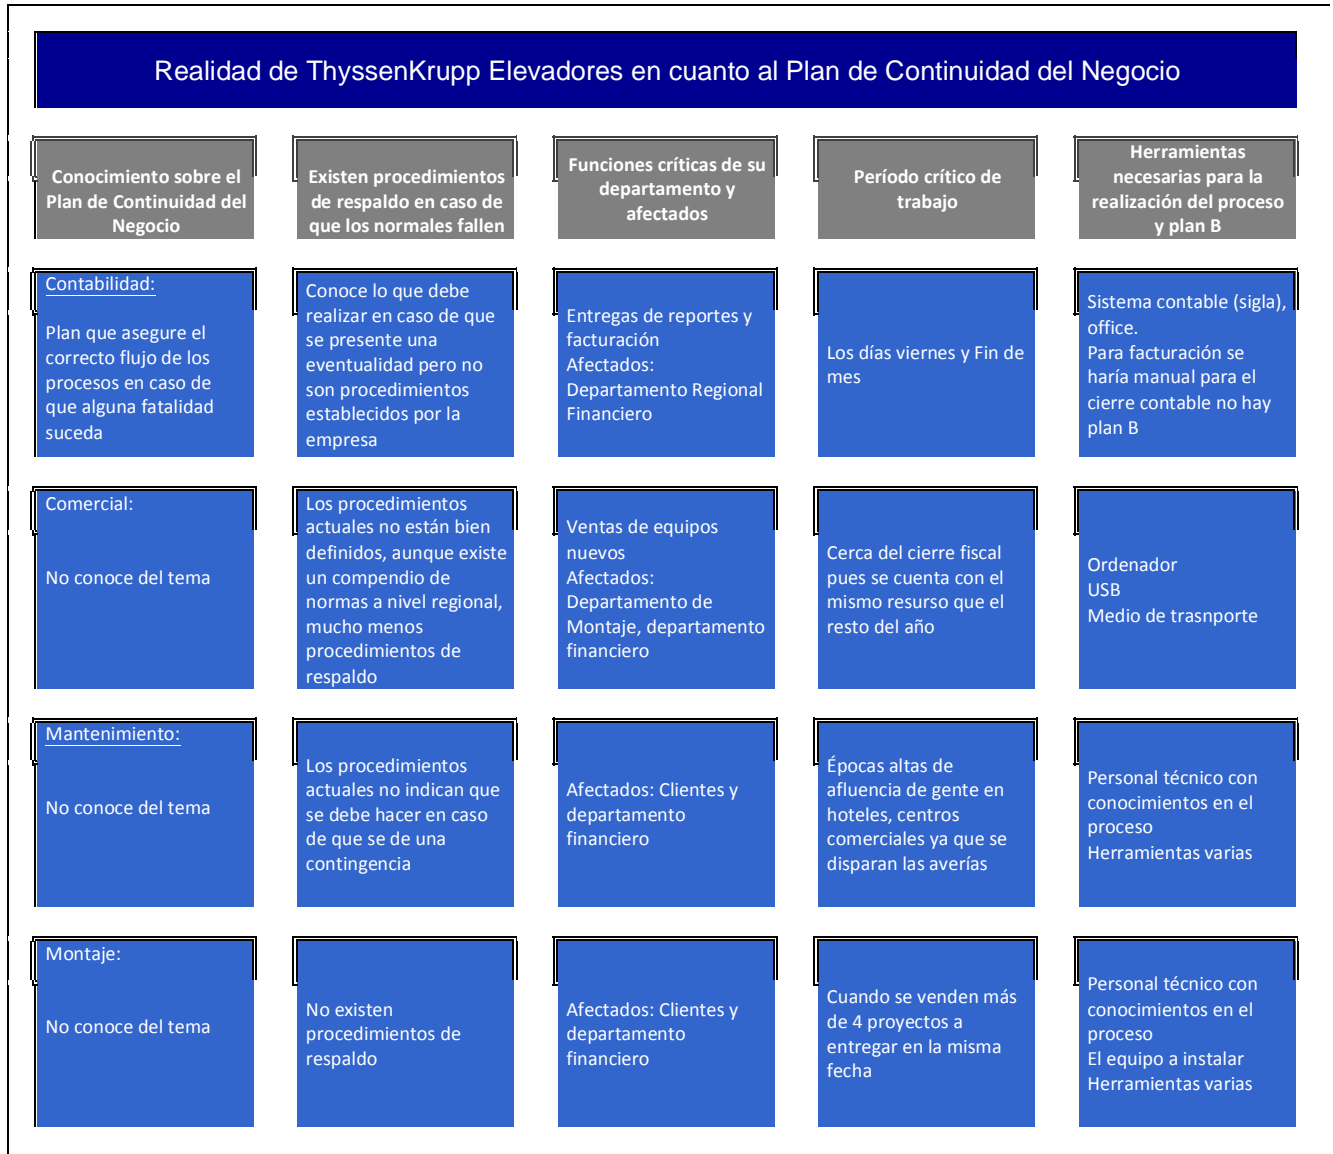 Realidad de ThyssenKrupp Elevadores en cuanto al Plan de Continuidad del Negocio
Conocimiento sobre el
Plan de Continuidad del
Negocio
Existen procedimientos
de respaldo en caso de
que los normales fallen
Funciones críticas de su
departamento y
afectados
Período crítico de
trabajo
Herramientas
necesarias para la
realización del proceso
y plan B
Contabilidad:
Plan que asegure el
correcto flujo de los
procesos en caso de
que alguna fatalidad
suceda
Conoce lo que debe
realizar en caso de que
se presente una
eventualidad pero no
son procedimientos
establecidos por la
empresa
Entregas de reportes y
facturación
Afectados:
Departamento Regional
Financiero
Los días viernes y Fin de
mes
Sistema contable (sigla),
office.
Para facturación se
haría manual para el
cierre contable no hay
plan B
Comercial:
No conoce del tema
Los procedimientos
actuales no están bien
definidos, aunque existe
un compendio de
normas a nivel regional,
mucho menos
procedimientos de
respaldo
Ventas de equipos
nuevos
Afectados:
Departamento de
Montaje, departamento
financiero
Cerca del cierre fiscal
pues se cuenta con el
mismo resurso que el
resto del año
Ordenador
USB
Medio de trasnporte
Mantenimiento:
No conoce del tema
Los procedimientos
actuales no indican que
se debe hacer en caso
de que se de una
contingencia
Afectados: Clientes y
departamento
financiero
Épocas altas de
afluencia de gente en
hoteles, centros
comerciales ya que se
disparan las averías
Personal técnico con
conocimientos en el
proceso
Herramientas varias
Montaje:
No conoce del tema
No existen
procedimientos de
respaldo
Afectados: Clientes y
departamento
financiero
Cuando se venden más
de 4 proyectos a
entregar en la misma
fecha
Personal técnico con
conocimientos en el
proceso
El equipo a instalar
Herramientas varias